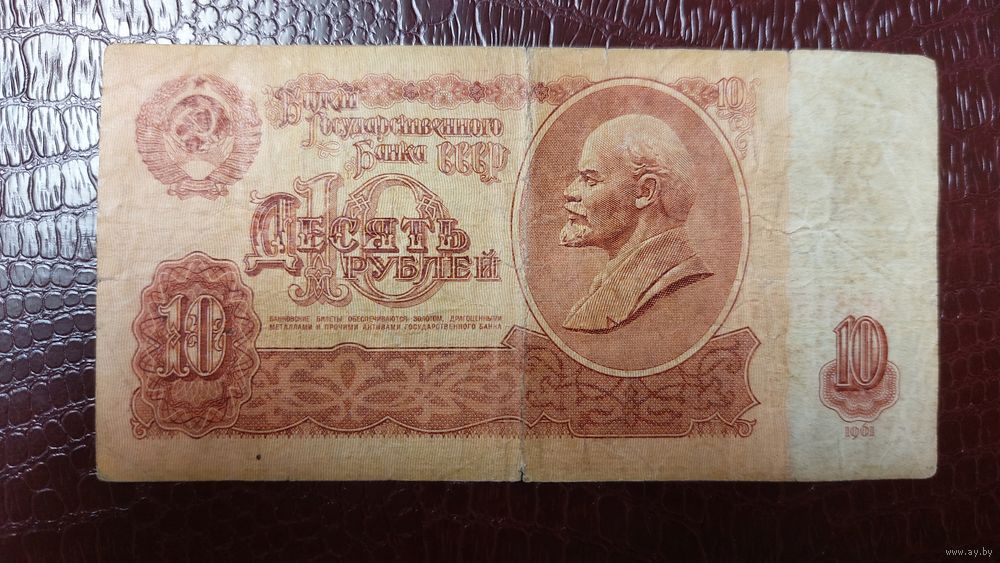 Билет
Государственного
Банка СССР
10
10
Десять
рублей
БАНКОВСКИЕ БИЛЕТЫ ОБЕСПЕЧИВАЮТСЯ ЗОЛОТОМ, ДРАГОЦЕННЫМИ
МЕТАЛЛАМИ И ПРОЧИМИ АКТИВАМИ ГОСУДАРСТВЕННОГО БАНКА
10
10
1961
www.ay.by